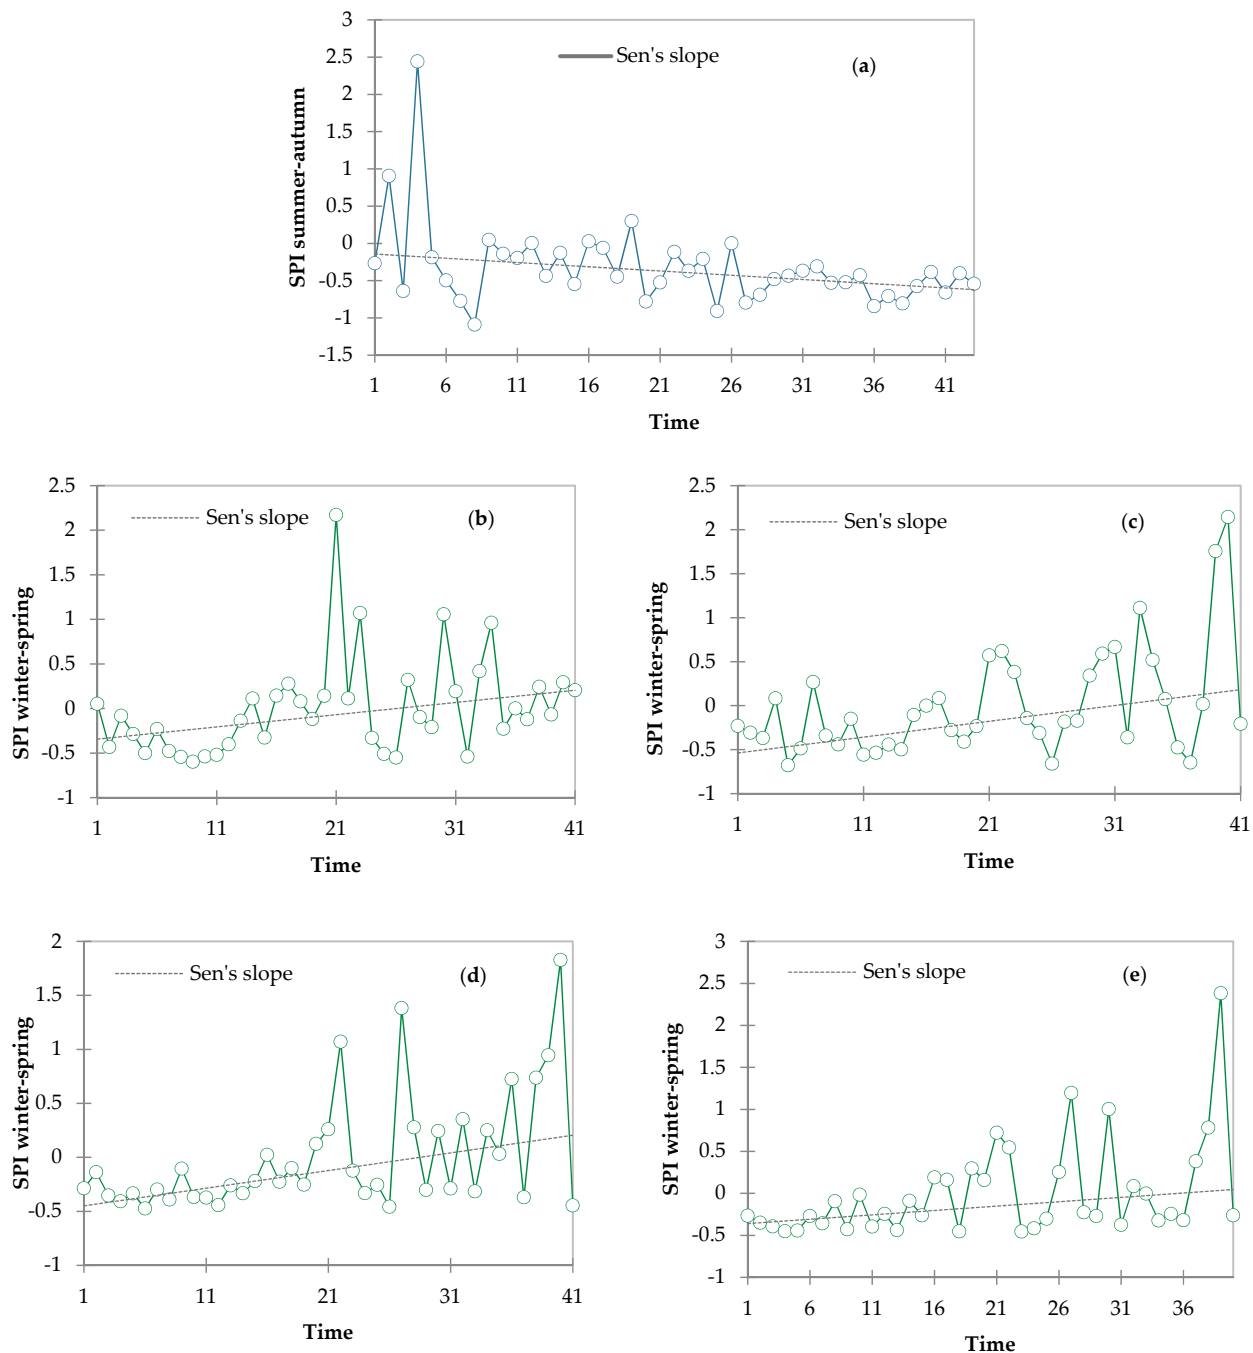 3
2.5
2
1.5
1
0.5
0
-0.5
-1
-1.5
SPI summer-autumn
Sen's slope
(a)
1 6 11 16 21 26 31 36 41
Time
2.5
2
1.5
1
0.5
0
-0.5
-1
SPI winter-spring
Sen's slope
(b)
1 11 21 31 41
Time
2.5
2
1.5
1
0.5
0
-0.5
-1
SPI winter-spring
Sen's slope
(c)
1 11 21 31 41
Time
2
1.5
1
0.5
0
-0.5
-1
SPI winter-spring
Sen's slope
(d)
1 11 21 31 41
Time
3
2.5
2
1.5
1
0.5
0
-0.5
-1
SPI winter-spring
Sen's slope
(e)
1 6 11 16 21 26 31 36
Time